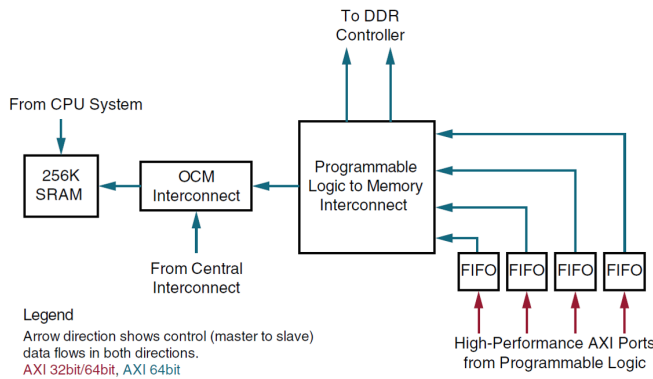 To DDR
Controller
From CPU System
256K
SRAM
OCM
Interconnect
Programmable
Logic to Memory
Interconnect
From Central
Interconnect
FIFO
FIFO
FIFO
FIFO
High-Performance AXI Ports
from Programmable Logic
Legend
Arrow direction shows control (master to slave)
data flows in both directions.
AXI 32bit/64bit, AXI 64bit